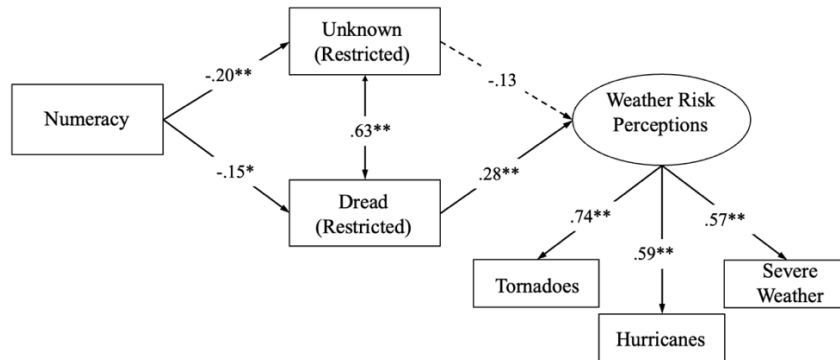 Unknown
(Restricted)
-.20**
-.13
Numeracy
.63**
Weather Risk
Perceptions
-.15*
Dread
(Restricted)
.28**
.74**
.59**
.57**
Tornadoes
Severe
Weather
Hurricanes